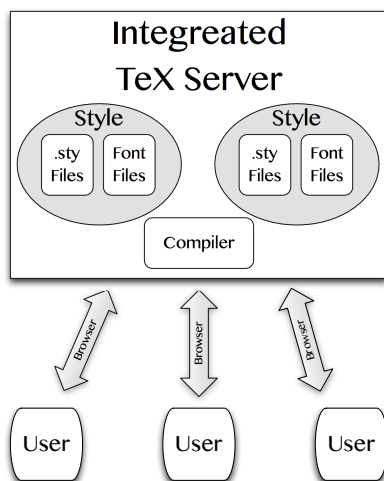 Integreated
TeX Server
Style
Style
.sty
Files
Font
Files
.sty
Files
Font
Files
Compiler
Browser
Browser
Browser
User
User
User